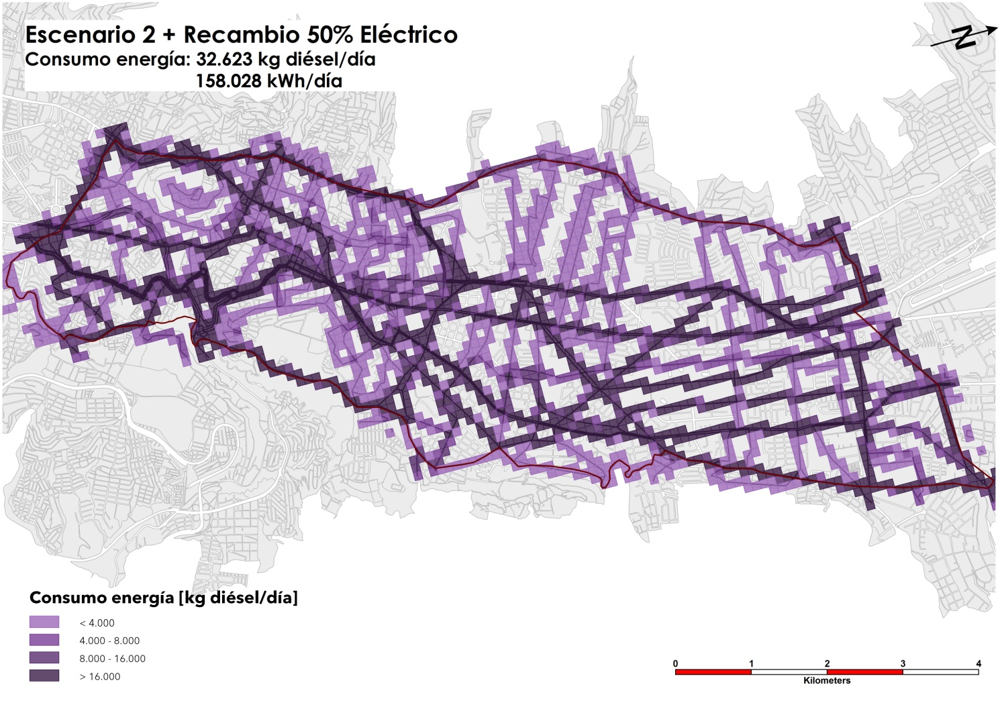 Escenario 2 + Recambio 50% Eléctrico
Consumo energía: 32.623 kg diésel/día
158.028 kWh/día
N
Consumo energía [kg diésel/día]
< 4.000
4.000 - 8.000
8.000 - 16.000
> 16.000
0 1 2 3 4
Kilometers